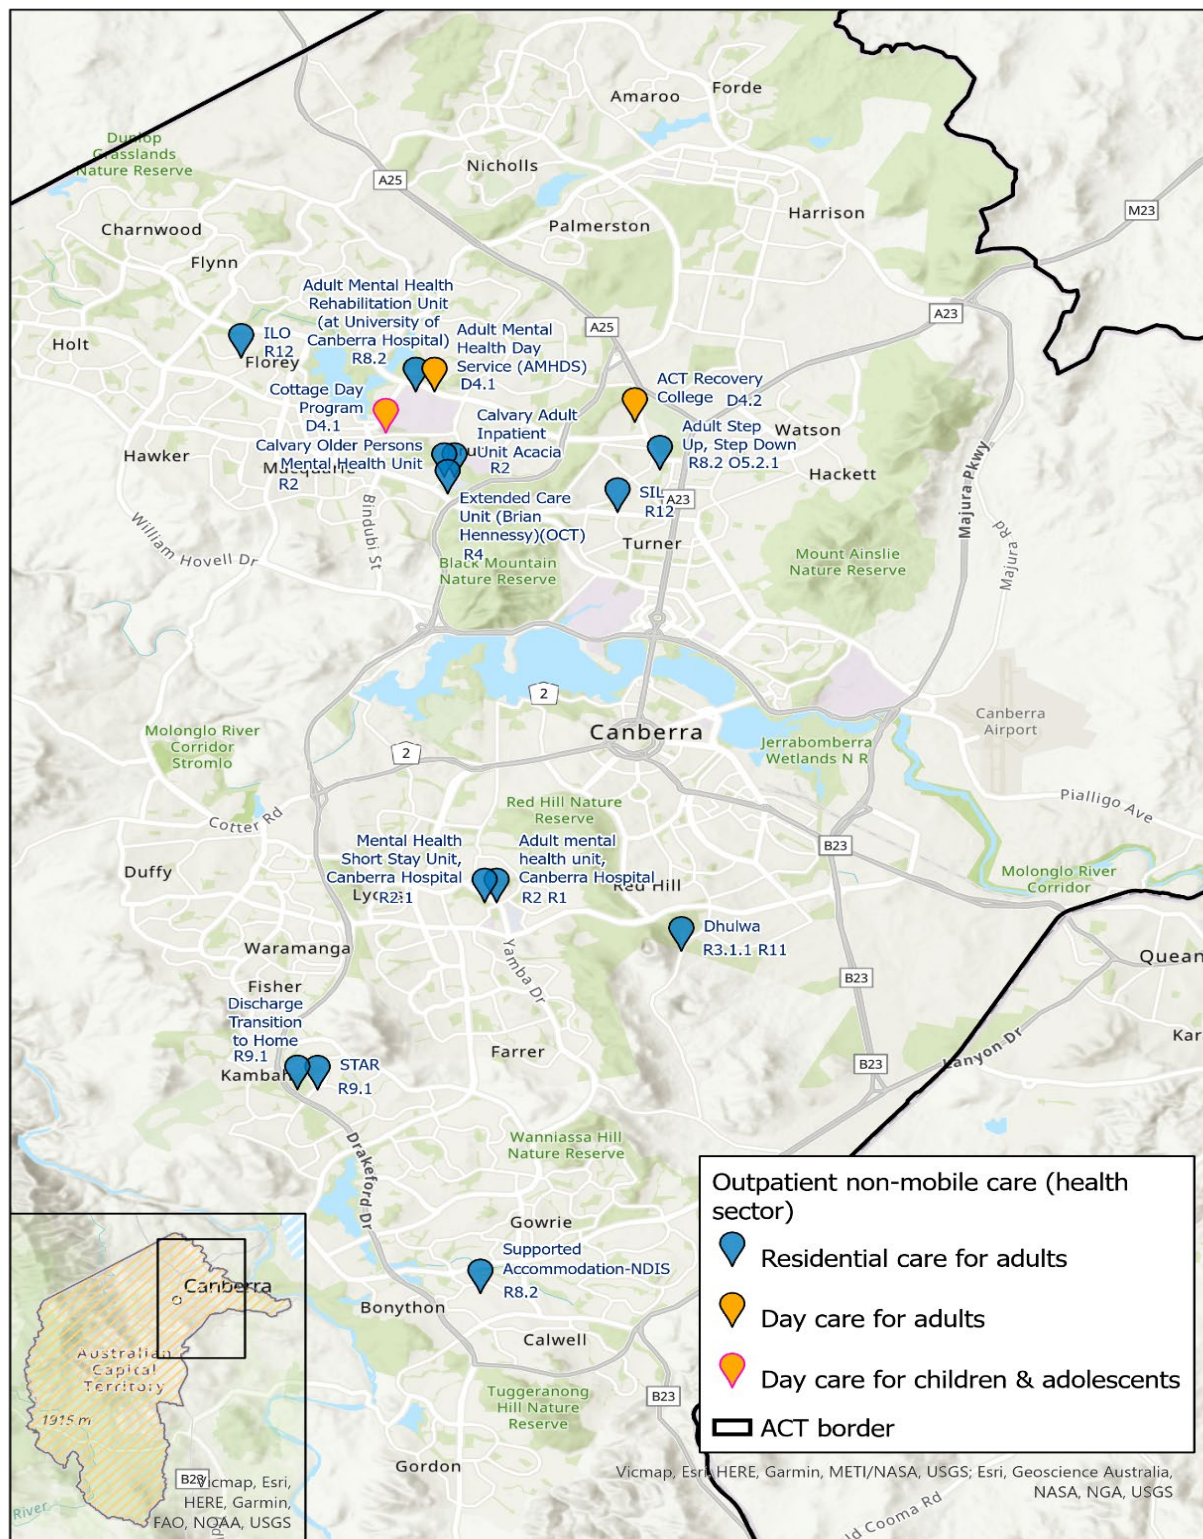 Amaroo
Forde
Dunlop
Grasslands
Nature Reserve
Nicholls
A25
Harrison
M23
Charnwood
Palmerston
Flynn
Adult Mental Health
Rehabilitation Unit
(at University of
Canberra Hospital)
R8.2
A23
A25
Holt
ILO
R12
Florey
Adult Mental
Health Day
Service (AMHDS)
D4.1
Cottage Day
Program
D4.1
ACT Recovery
College D4.2
Calvary Adult
Inpatient
Unit Acacia
R2
Adult Step
Up, Step Down
R8.2 O5.2.1
Watson
Hawker
Calvary Older Persons
Mental Health Unit
R2
Hackett
Majura Pkwy
Majura Rd
SIL
R12
A23
Extended Care
Unit (Brian
Hennessy)(OCT)
R4
Turner
Bindubi St
William Hovell Dr
Black Mountain
Nature Reserve
Mount Ainslie
Nature Reserve
2
Canberra
Canberra
Airport
Molonglo River
Corridor
Stromlo
2
Jerrabomberra
Wetlands N R
Pialligo Ave
Cotter Rd
Red Hill Nature
Reserve
B23
Duffy
Mental Health
Short Stay Unit,
Canberra Hospital
R2.1
Adult mental
health unit,
Canberra Hospital
R2 R1
Red Hill
Molonglo River
Corridor
Dhulwa
R3.1.1 R11
Waramanga
Yamba Dr
Quean
Fisher
B23
Discharge
Transition
to Home
R9.1
Kar
Farrer
Lanyon Dr
STAR
R9.1
B23
Drakeford Dr
Wanniassa Hill
Nature Reserve
Gowrie
Supported
Accommodation-NDIS
R8.2
Bonython
Calwell
Tuggeranong
Hill Nature
Reserve
B23
Gordon
Outpatient non-mobile care (health
sector)
Residential care for adults
Day care for adults
Day care for children & adolescents
ACT border
Vicmap, Esri, HERE, Garmin, METI/NASA, USGS; Esri, Geoscience Australia,
NASA, NGA, USGS
ld Cooma Rd
Canberra
Australian
Capital
Territory
1915 m
B23
River
Vicmap, Esri,
HERE, Garmin,
FAO, NOAA, USGS